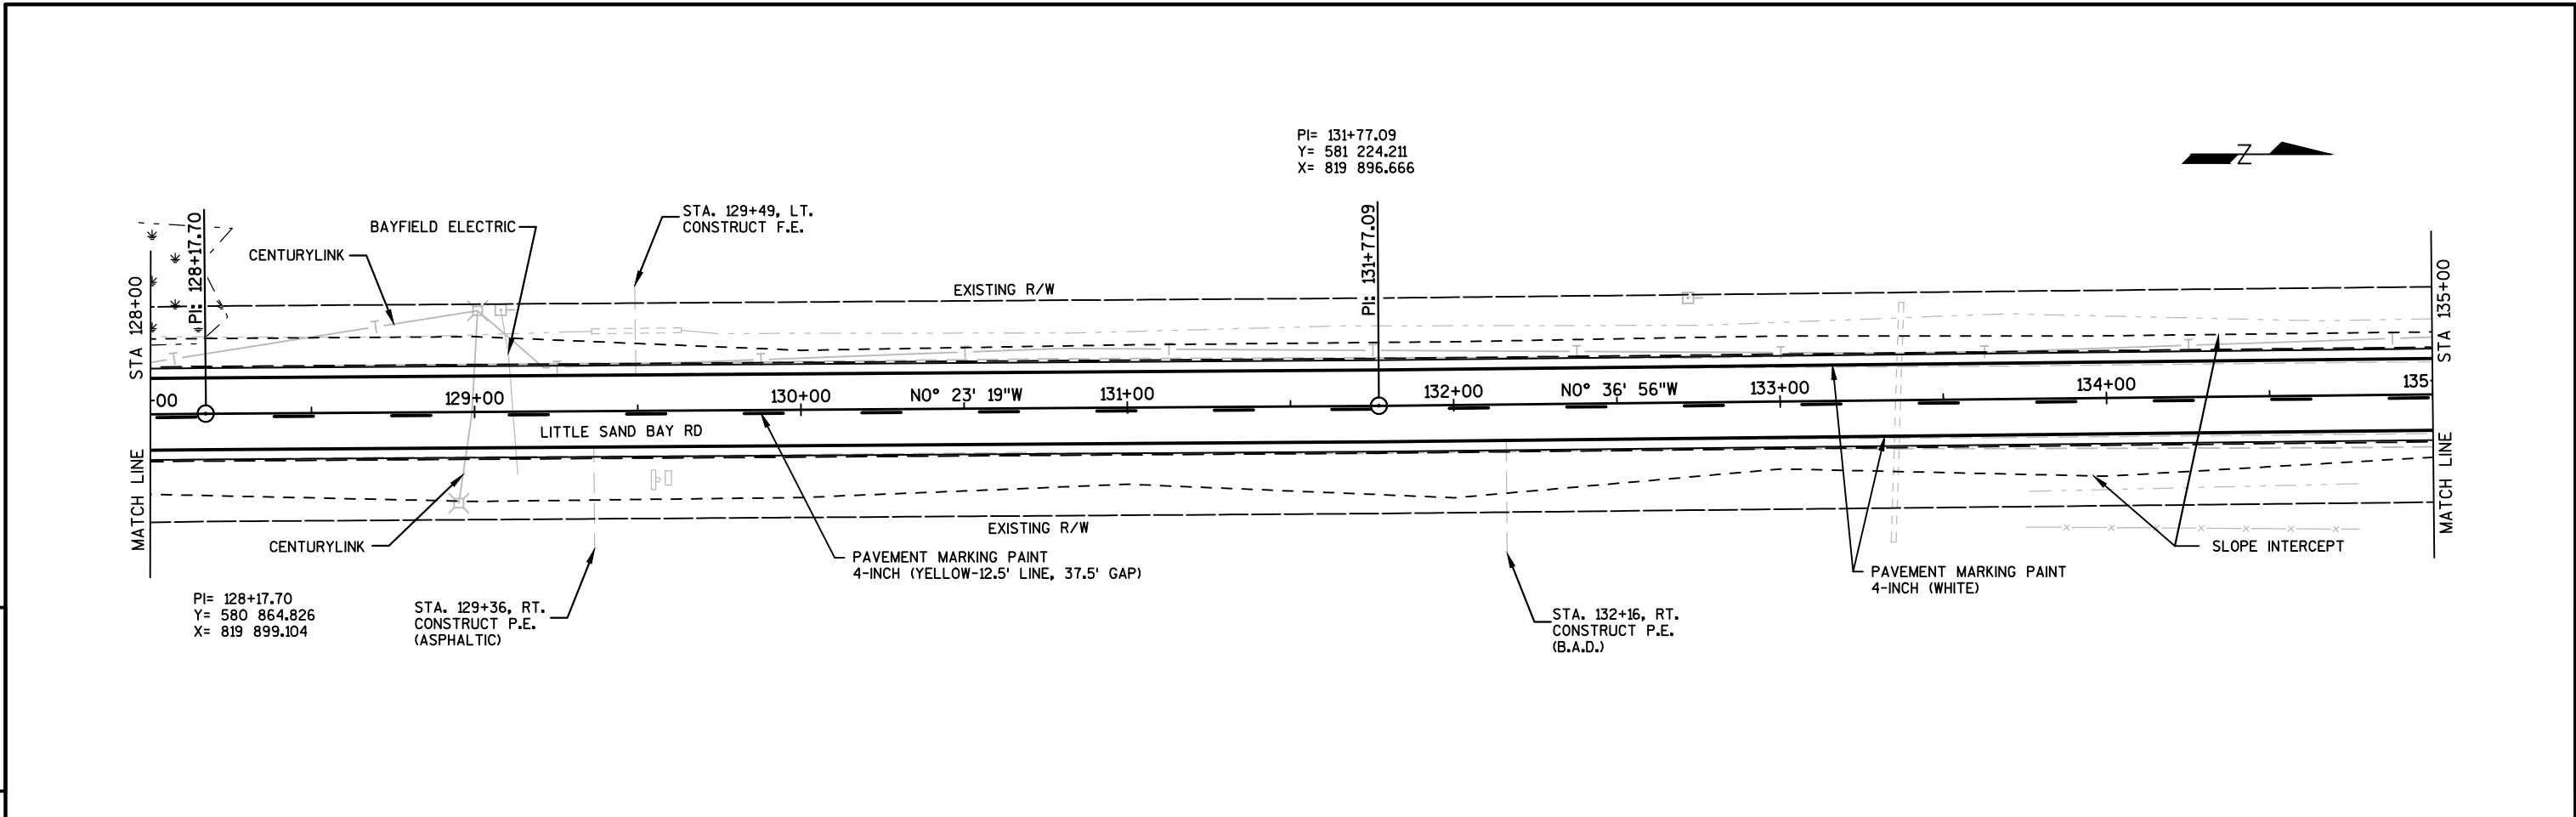 PI= 131+77.09
Y= 581 224.211
X= 819 896.666
Z
STA 128+00
PI: 128+17.70
CENTURYLINK
BAYFIELD ELECTRIC
STA. 129+49, LT.
CONSTRUCT F.E.
EXISTING R/W
PI: 131+77.09
STA 135+00
00
129+00
130+00
N0° 23' 19"W
131+00
132+00
N0° 36' 56"W
133+00
134+00
135
LITTLE SAND BAY RD
MATCH LINE
MATCH LINE
CENTURYLINK
EXISTING R/W
PAVEMENT MARKING PAINT
4-INCH (YELLOW-12.5' LINE, 37.5' GAP)
SLOPE INTERCEPT
PAVEMENT MARKING PAINT
4-INCH (WHITE)
PI= 128+17.70
Y= 580 864.826
X= 819 899.104
STA. 129+36, RT.
CONSTRUCT P.E.
(ASPHALTIC)
STA. 132+16, RT.
CONSTRUCT P.E.
(B.A.D.)